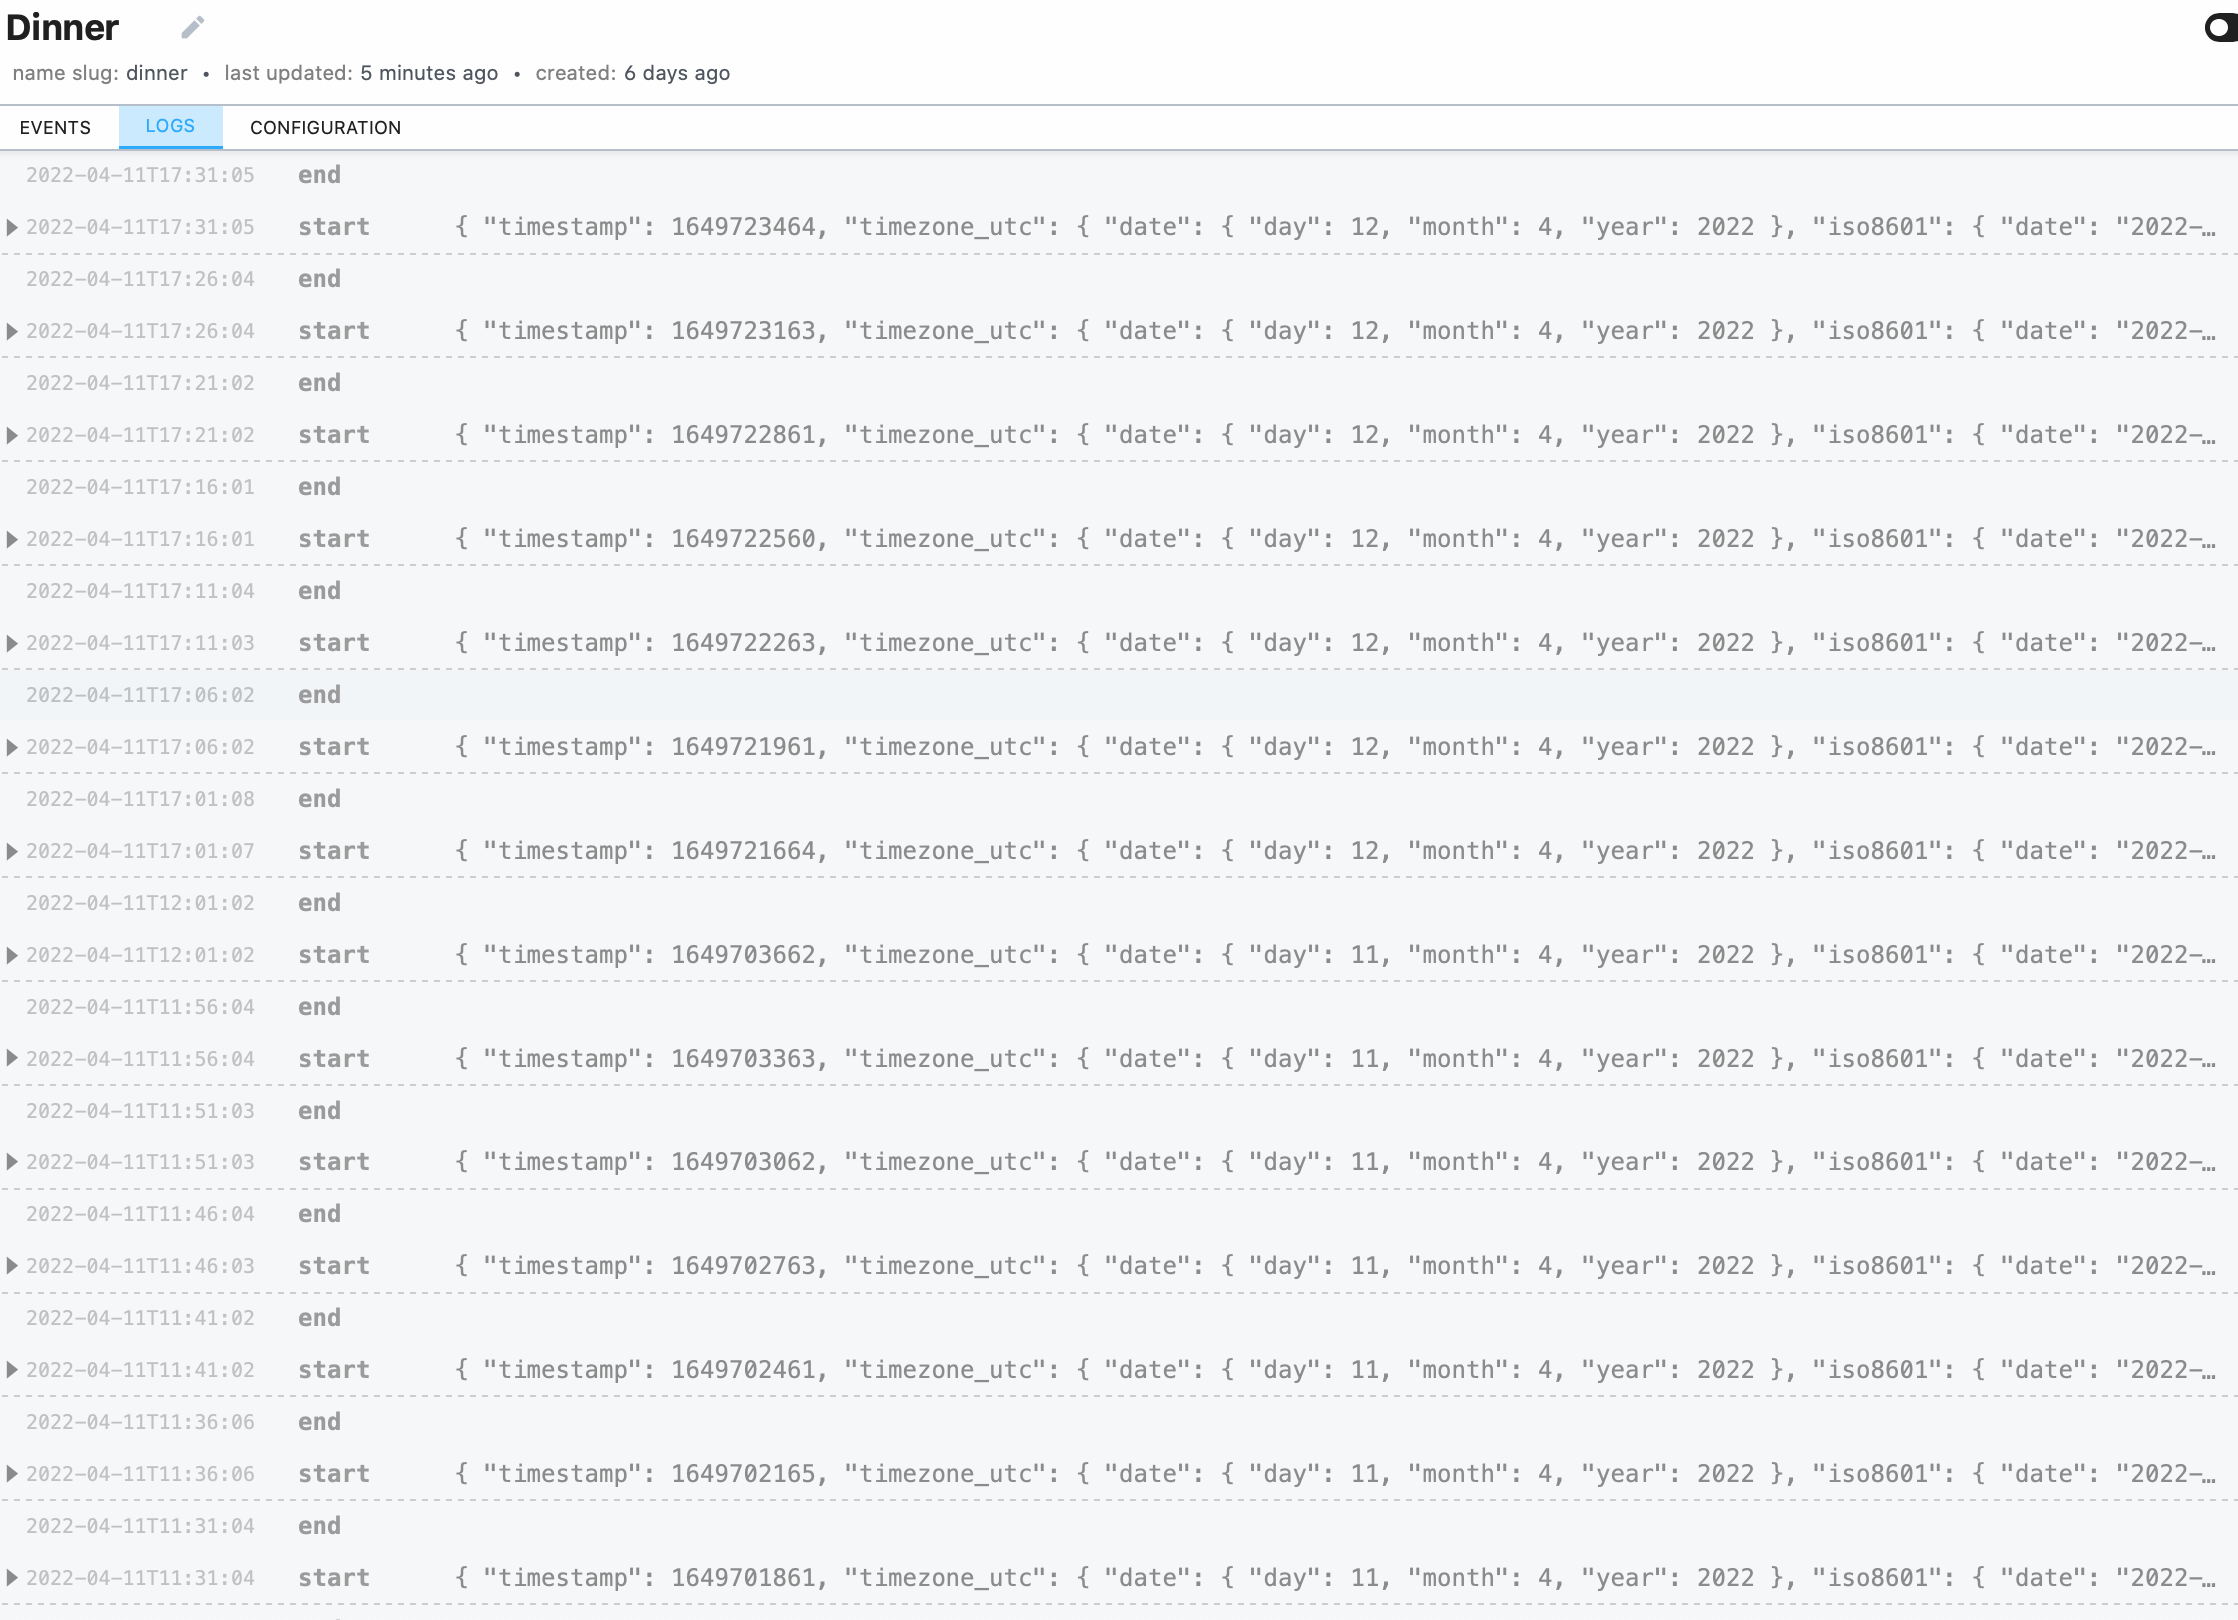 Dinner
name slug: dinner • last updated: 5 minutes ago • created: 6 days ago
EVENTS LOGS CONFIGURATION
2022-04-11T17:31:05 end
2022-04-11T17:31:05 start { "timestamp": 1649723464, "timezone_utc": { "date": { "day": 12, "month": 4, "year": 2022 }, "iso8601": { "date": "2022-…
2022-04-11T17:26:04 end
2022-04-11T17:26:04 start { "timestamp": 1649723163, "timezone_utc": { "date": { "day": 12, "month": 4, "year": 2022 }, "iso8601": { "date": "2022-…
2022-04-11T17:21:02 end
2022-04-11T17:21:02 start { "timestamp": 1649722861, "timezone_utc": { "date": { "day": 12, "month": 4, "year": 2022 }, "iso8601": { "date": "2022-…
2022-04-11T17:16:01 end
2022-04-11T17:16:01 start { "timestamp": 1649722560, "timezone_utc": { "date": { "day": 12, "month": 4, "year": 2022 }, "iso8601": { "date": "2022-…
2022-04-11T17:11:04 end
2022-04-11T17:11:03 start { "timestamp": 1649722263, "timezone_utc": { "date": { "day": 12, "month": 4, "year": 2022 }, "iso8601": { "date": "2022-…
2022-04-11T17:06:02 end
2022-04-11T17:06:02 start { "timestamp": 1649721961, "timezone_utc": { "date": { "day": 12, "month": 4, "year": 2022 }, "iso8601": { "date": "2022-…
2022-04-11T17:01:08 end
2022-04-11T17:01:07 start { "timestamp": 1649721664, "timezone_utc": { "date": { "day": 12, "month": 4, "year": 2022 }, "iso8601": { "date": "2022-…
2022-04-11T12:01:02 end
2022-04-11T12:01:02 start { "timestamp": 1649703662, "timezone_utc": { "date": { "day": 11, "month": 4, "year": 2022 }, "iso8601": { "date": "2022-…
2022-04-11T11:56:04 end
2022-04-11T11:56:04 start { "timestamp": 1649703363, "timezone_utc": { "date": { "day": 11, "month": 4, "year": 2022 }, "iso8601": { "date": "2022-…
2022-04-11T11:51:03 end
2022-04-11T11:51:03 start { "timestamp": 1649703062, "timezone_utc": { "date": { "day": 11, "month": 4, "year": 2022 }, "iso8601": { "date": "2022-…
2022-04-11T11:46:04 end
2022-04-11T11:46:03 start { "timestamp": 1649702763, "timezone_utc": { "date": { "day": 11, "month": 4, "year": 2022 }, "iso8601": { "date": "2022-…
2022-04-11T11:41:02 end
2022-04-11T11:41:02 start { "timestamp": 1649702461, "timezone_utc": { "date": { "day": 11, "month": 4, "year": 2022 }, "iso8601": { "date": "2022-…
2022-04-11T11:36:06 end
2022-04-11T11:36:06 start { "timestamp": 1649702165, "timezone_utc": { "date": { "day": 11, "month": 4, "year": 2022 }, "iso8601": { "date": "2022-…
2022-04-11T11:31:04 end
2022-04-11T11:31:04 start { "timestamp": 1649701861, "timezone_utc": { "date": { "day": 11, "month": 4, "year": 2022 }, "iso8601": { "date": "2022-…